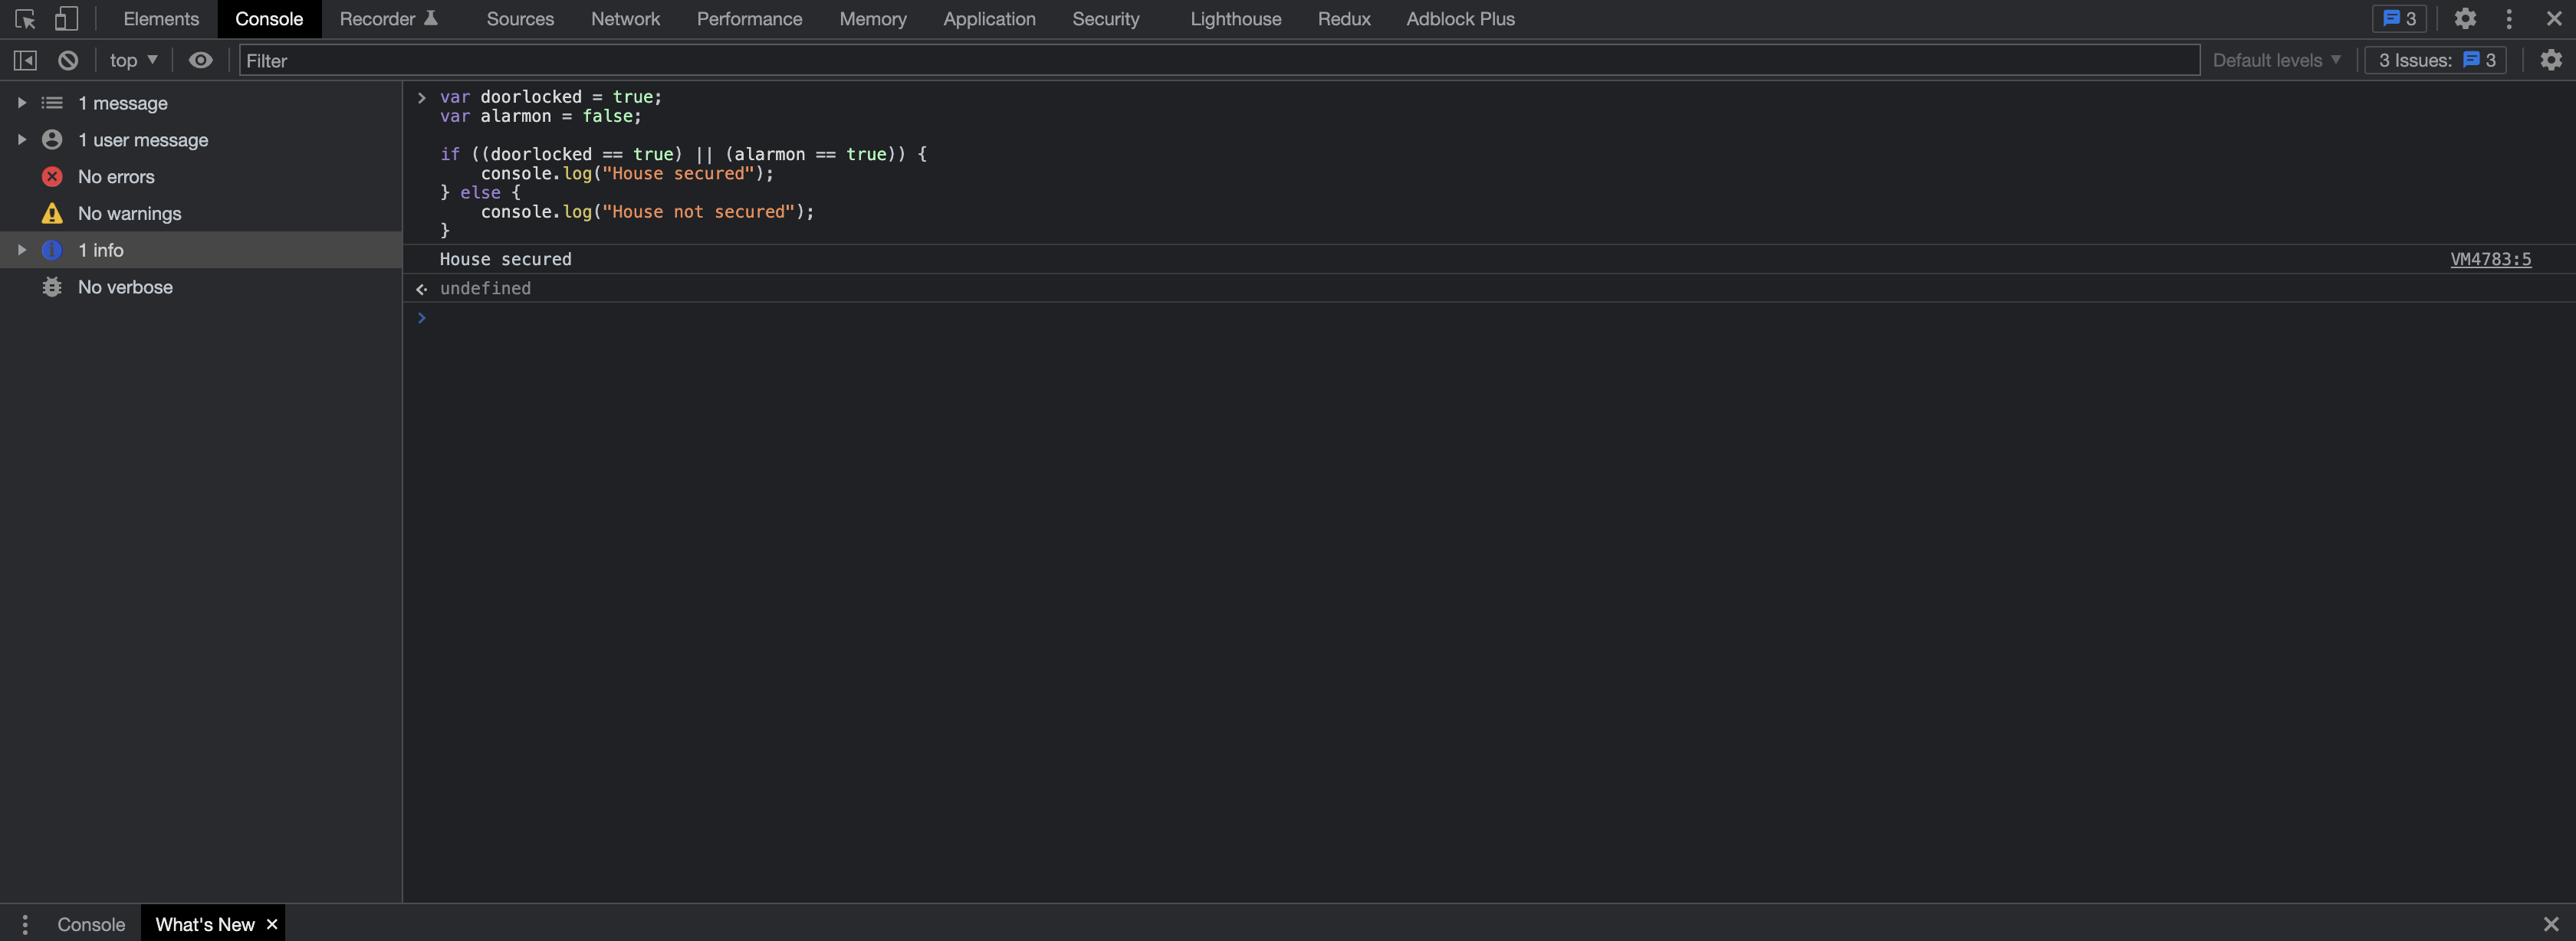 Elements Console Recorder Sources Network Performance Memory Application Security Lighthouse Redux Adblock Plus 3
top Filter Default levels 3 Issues: 3
1 message
1 user message
No errors
No warnings
1 info
No verbose
var doorlocked = true;
var alarmon = false;
if ((doorlocked == true) || (alarmon == true)) {
    console.log("House secured");
} else {
    console.log("House not secured");
}
House secured VM4783:5
undefined
Console What's New